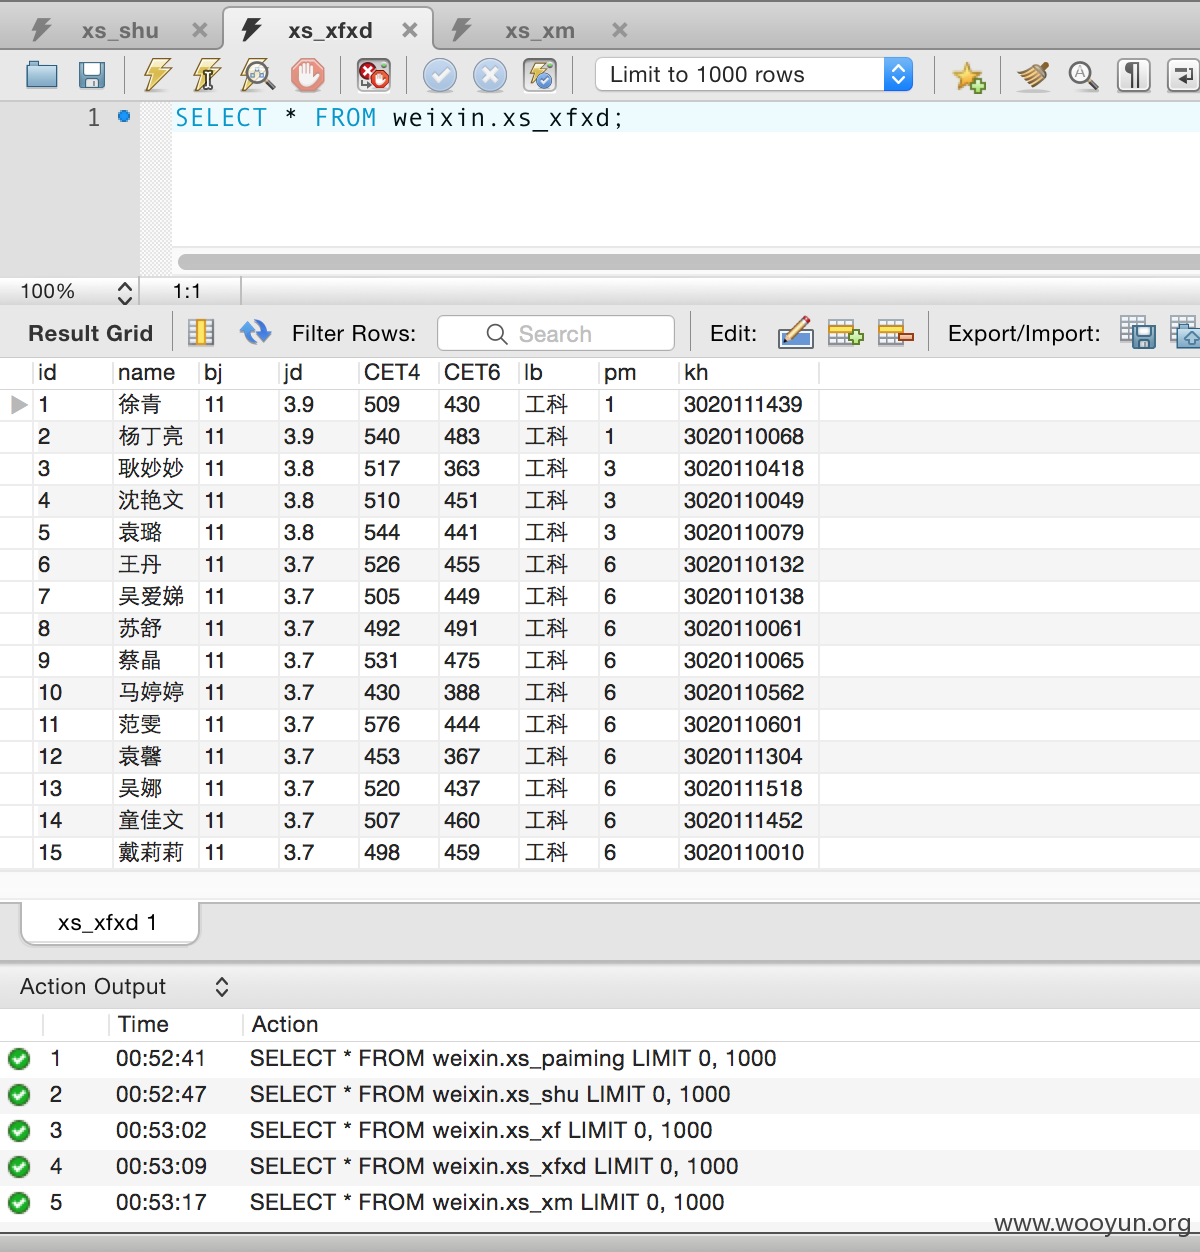 xs_shu xs_xfxd xs_xm
Limit to 1000 rows
1 SELECT * FROM weixin.xs_xfxd;
100% 1:1
Result Grid Filter Rows: Search Edit: Export/Import:
id name bj jd CET4 CET6 lb pm kh
1 徐青 11 3.9 509 430 工科 1 3020111439
2 杨丁亮 11 3.9 540 483 工科 1 3020110068
3 耿妙妙 11 3.8 517 363 工科 3 3020110418
4 沈艳文 11 3.8 510 451 工科 3 3020110049
5 袁璐 11 3.8 544 441 工科 3 3020110079
6 王丹 11 3.7 526 455 工科 6 3020110132
7 吴爱娣 11 3.7 505 449 工科 6 3020110138
8 苏舒 11 3.7 492 491 工科 6 3020110061
9 蔡晶 11 3.7 531 475 工科 6 3020110065
10 马婷婷 11 3.7 430 388 工科 6 3020110562
11 范雯 11 3.7 576 444 工科 6 3020110601
12 袁馨 11 3.7 453 367 工科 6 3020111304
13 吴娜 11 3.7 520 437 工科 6 3020111518
14 童佳文 11 3.7 507 460 工科 6 3020111452
15 戴莉莉 11 3.7 498 459 工科 6 3020110010
xs_xfxd 1
Action Output
Time Action
1 00:52:41 SELECT * FROM weixin.xs_paiming LIMIT 0, 1000
2 00:52:47 SELECT * FROM weixin.xs_shu LIMIT 0, 1000
3 00:53:02 SELECT * FROM weixin.xs_xf LIMIT 0, 1000
4 00:53:09 SELECT * FROM weixin.xs_xfxd LIMIT 0, 1000
5 00:53:17 SELECT * FROM weixin.xs_xm LIMIT 0, 1000
www.wooyun.org